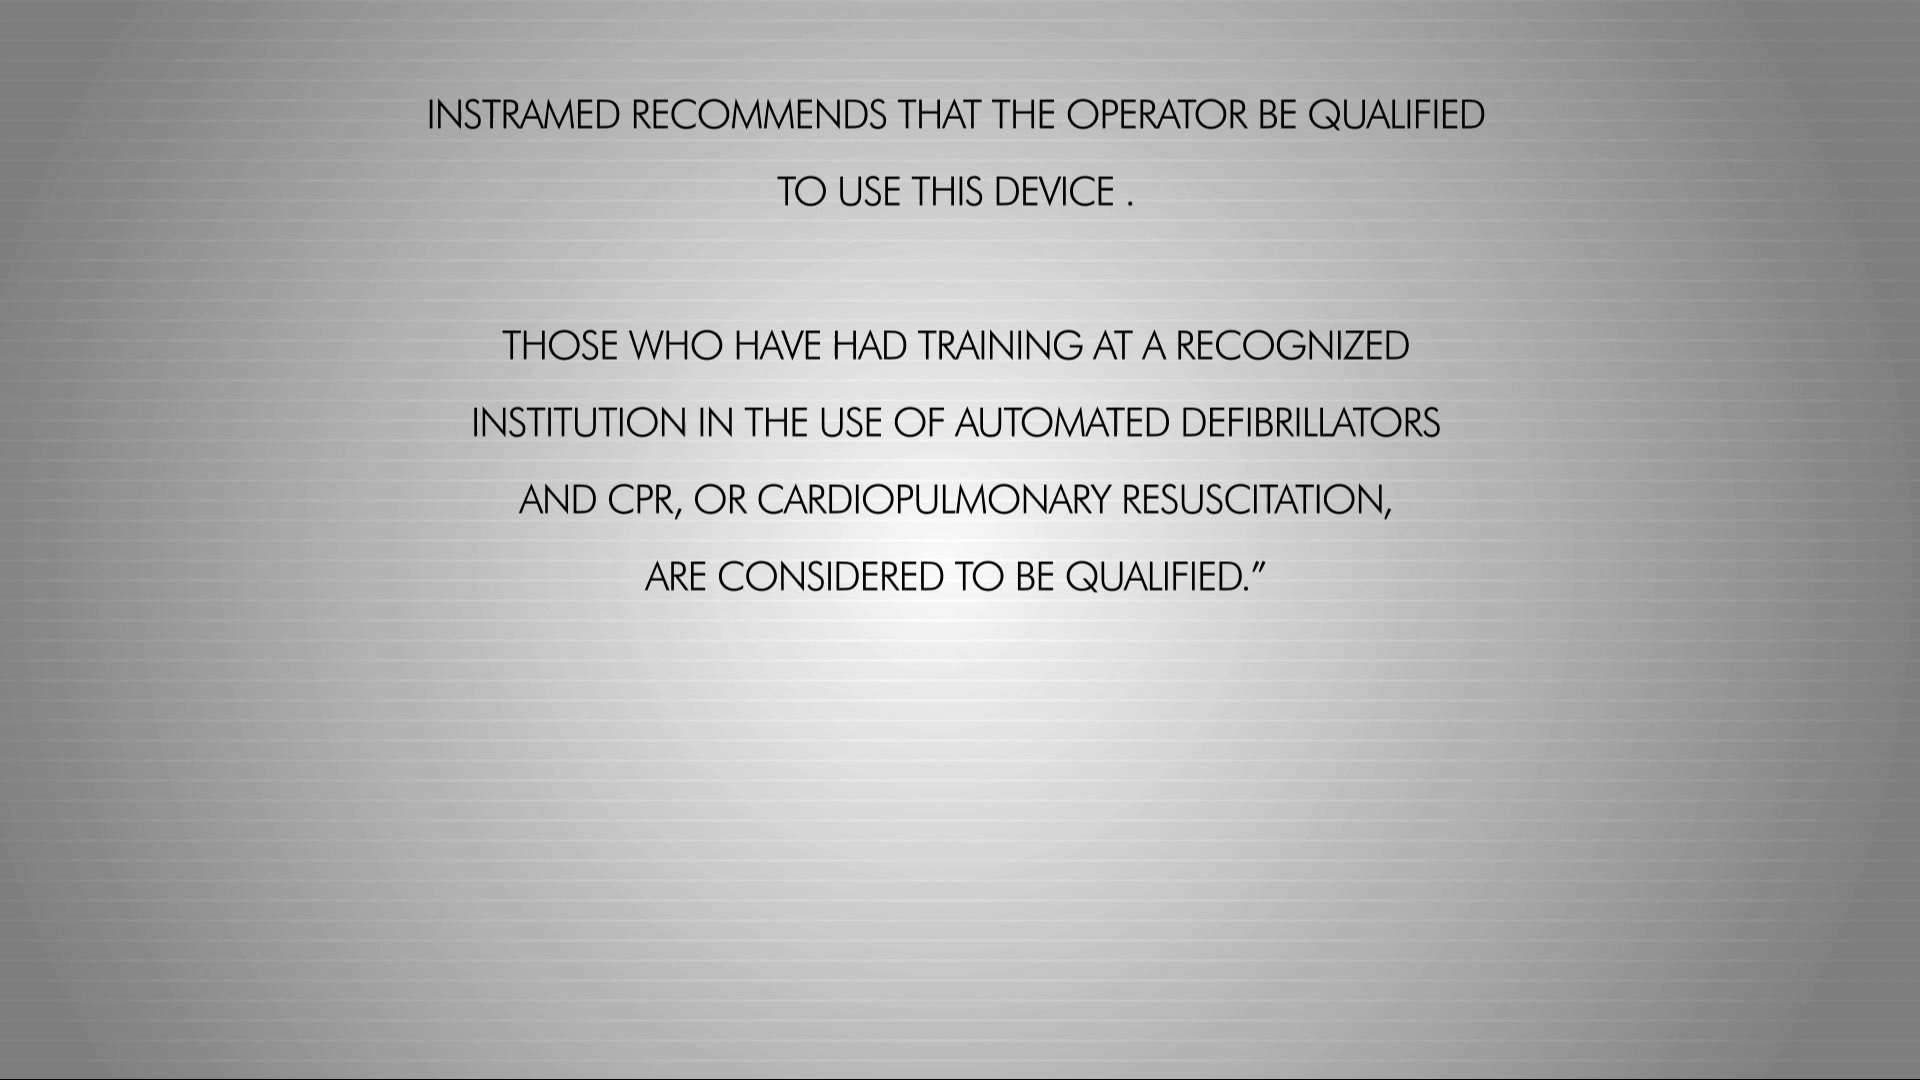 INSTRAMED RECOMMENDS THAT THE OPERATOR BE QUALIFIED
TO USE THIS DEVICE .
THOSE WHO HAVE HAD TRAINING AT A RECOGNIZED
INSTITUTION IN THE USE OF AUTOMATED DEFIBRILLATORS
AND CPR, OR CARDIOPULMONARY RESUSCITATION,
ARE CONSIDERED TO BE QUALIFIED.”